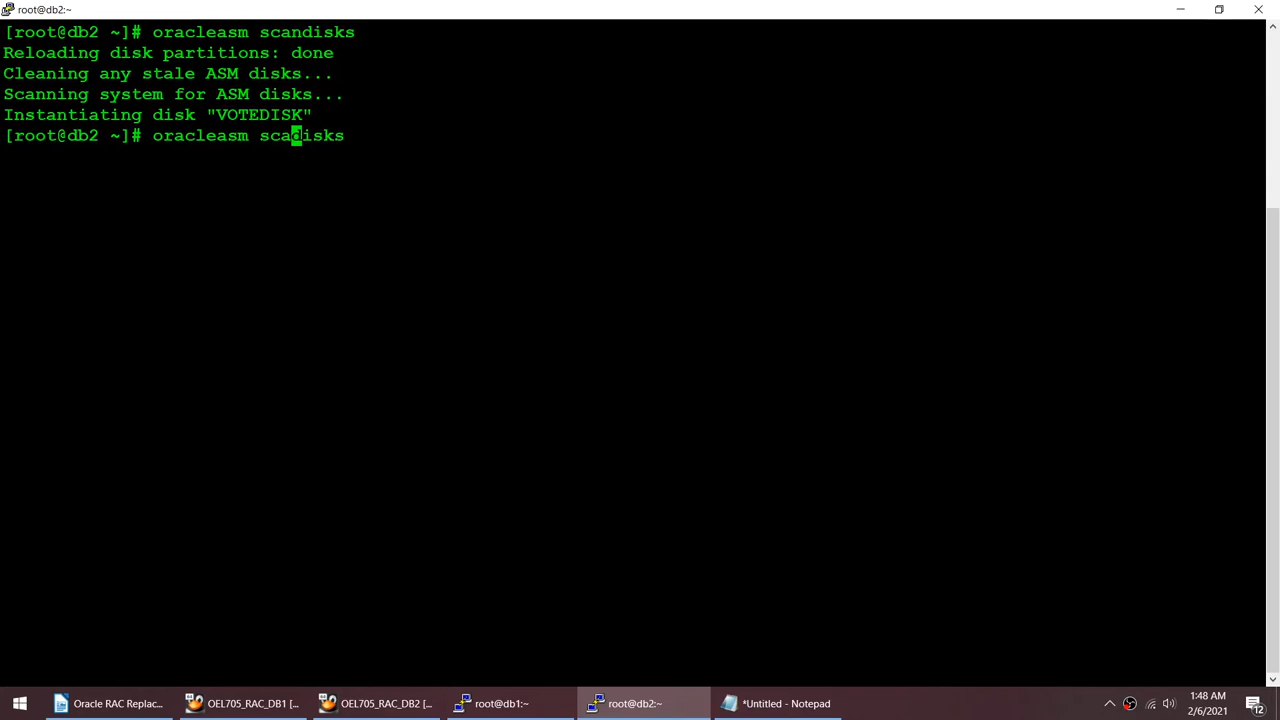 root@db2:~
[root@db2 ~]# oracleasm scandisks
Reloading disk partitions: done
Cleaning any stale ASM disks...
Scanning system for ASM disks...
Instantiating disk "VOTEDISK"
[root@db2 ~]# oracleasm scadisks
Oracle RAC Replac...
OEL705_RAC_DB1 [...
OEL705_RAC_DB2 [...
root@db1:~
root@db2:~
*Untitled - Notepad
1:48 AM
2/6/2021
12